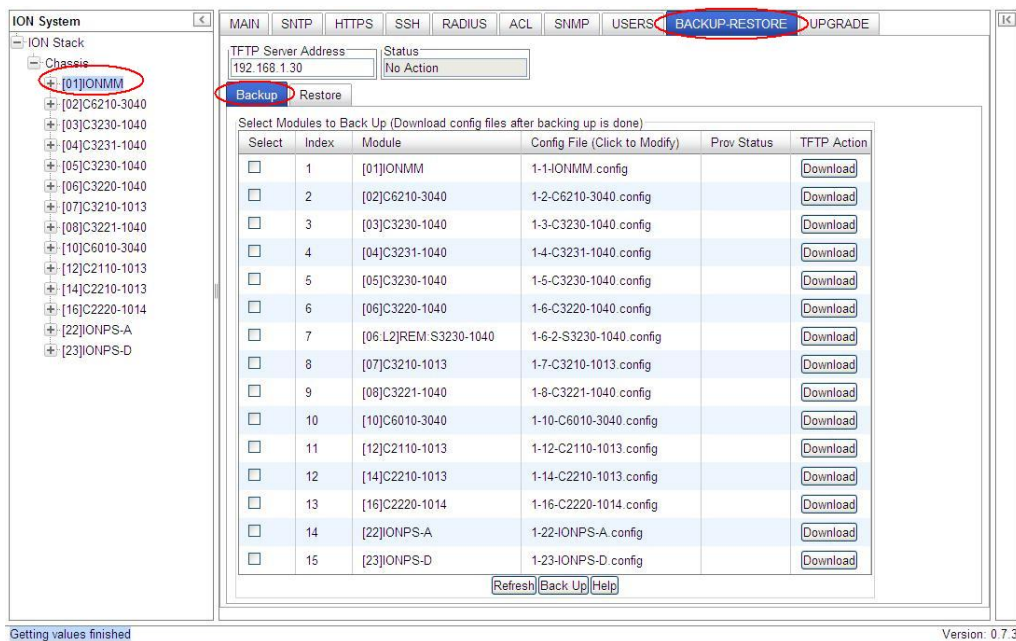 ION System
ION Stack
Chassis
[01]IONMM
[02]C6210-3040
[03]C3230-1040
[04]C3231-1040
[05]C3230-1040
[06]C3220-1040
[07]C3210-1013
[08]C3221-1040
[10]C6010-3040
[12]C2110-1013
[14]C2210-1013
[16]C2220-1014
[22]IONPS-A
[23]IONPS-D
MAIN SNTP HTTPS SSH RADIUS ACL SNMP USERS BACKUP-RESTORE UPGRADE
TFTP Server Address Status
192.168.1.30 No Action
Backup Restore
Select Modules to Back Up (Download config files after backing up is done)
Select Index Module Config File (Click to Modify) Prov Status TFTP Action
1 [01]IONMM 1-1-IONMM.config Download
2 [02]C6210-3040 1-2-C6210-3040.config Download
3 [03]C3230-1040 1-3-C3230-1040.config Download
4 [04]C3231-1040 1-4-C3231-1040.config Download
5 [05]C3230-1040 1-5-C3230-1040.config Download
6 [06]C3220-1040 1-6-C3220-1040.config Download
7 [06:L2]REM:S3230-1040 1-6-2-S3230-1040.config Download
8 [07]C3210-1013 1-7-C3210-1013.config Download
9 [08]C3221-1040 1-8-C3221-1040.config Download
10 [10]C6010-3040 1-10-C6010-3040.config Download
11 [12]C2110-1013 1-12-C2110-1013.config Download
12 [14]C2210-1013 1-14-C2210-1013.config Download
13 [16]C2220-1014 1-16-C2220-1014.config Download
14 [22]IONPS-A 1-22-IONPS-A.config Download
15 [23]IONPS-D 1-23-IONPS-D.config Download
Refresh Back Up Help
Getting values finished Version: 0.7.3